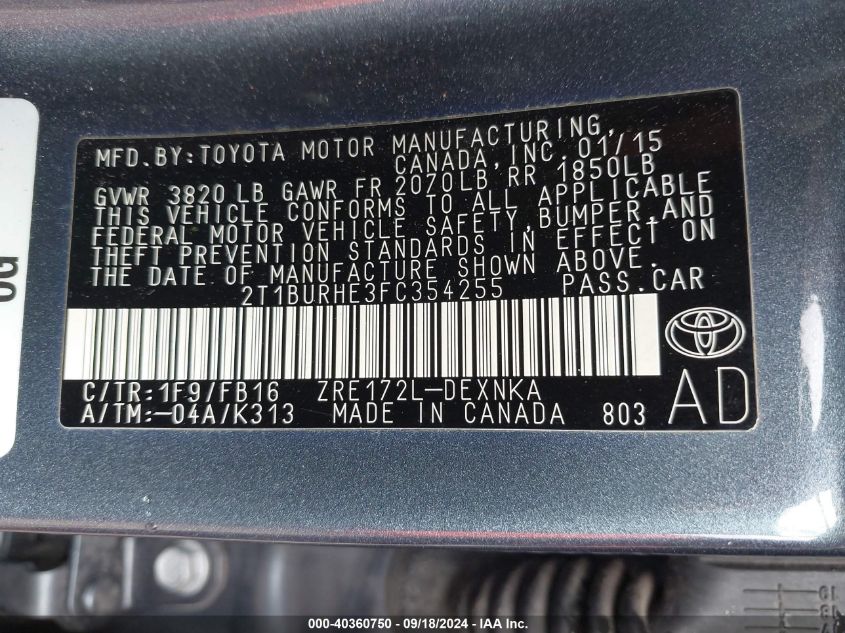 MFD.BY:TOYOTA MOTOR MANUFACTURING,
CANADA,INC.01/15
GVWR 3820LB GAWR FR 2070LB RR 1850LB
THIS VEHICLE CONFORMS TO ALL APPLICABLE
FEDERAL MOTOR VEHICLE SAFETY,BUMPER,AND
THEFT PREVENTION STANDARDS IN EFFECT ON
THE DATE OF MANUFACTURE SHOWN ABOVE.
2T1BURHE3FC354255 PASS.CAR
C/TR:1F9/FB16 ZRE172L-DEXNKA
A/TM:-04A/K313 MADE IN CANADA 803
AD
000-40360750 - 09/18/2024 - IAA Inc.